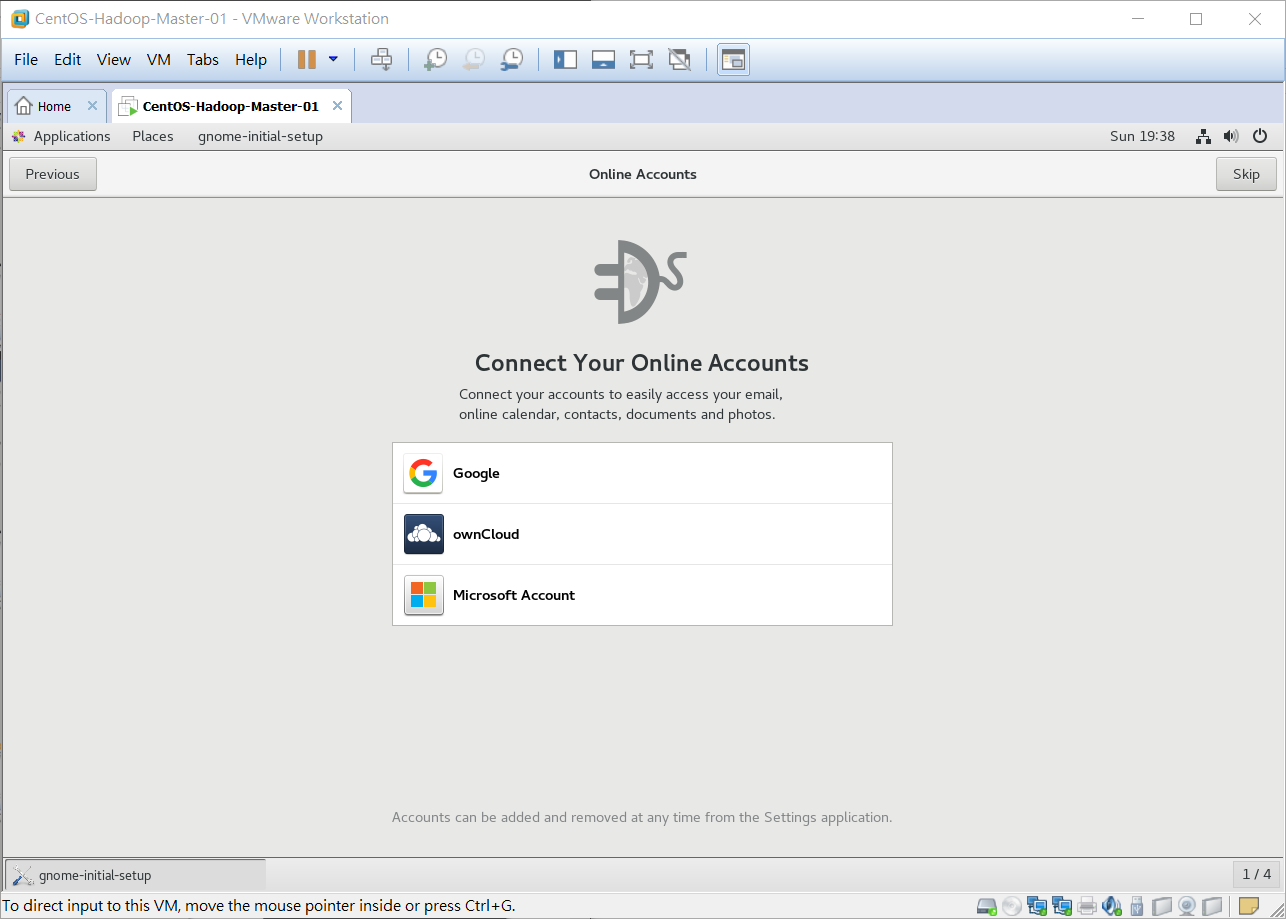 CentOS-Hadoop-Master-01 - VMware Workstation
File Edit View VM Tabs Help
Home CentOS-Hadoop-Master-01
Applications Places gnome-initial-setup Sun 19:38
Previous Online Accounts Skip
Connect Your Online Accounts
Connect your accounts to easily access your email,
online calendar, contacts, documents and photos.
Google
ownCloud
Microsoft Account
Accounts can be added and removed at any time from the Settings application.
gnome-initial-setup 1 / 4
To direct input to this VM, move the mouse pointer inside or press Ctrl+G.